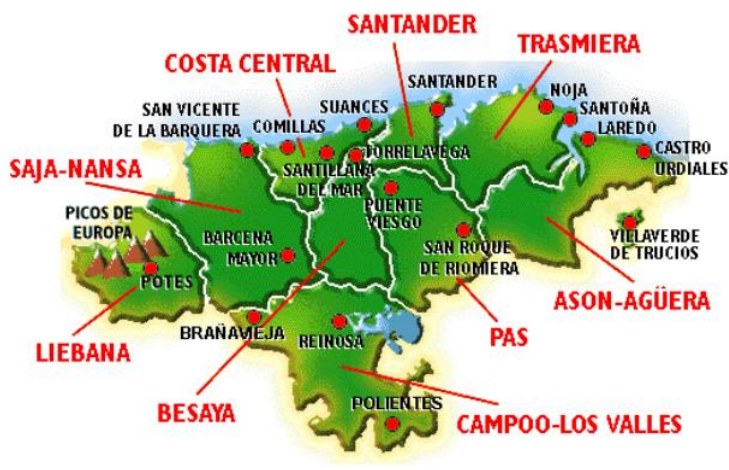 SANTANDER
TRASMIERA
COSTA CENTRAL
SANTANDER
NOJA
SAN VICENTE
DE LA BARQUERA
SUANCES
SANTOÑA
COMILLAS
LAREDO
TORRELAVEGA
CASTRO
URDIALES
SAJA-NANSA
SANTILLANA
DEL MAR
PUENTE
VIESGO
PICOS DE
EUROPA
BARCENA
MAYOR
SAN ROQUE
DE RIOMIERA
VILLAVERDE
DE TRUCIOS
POTES
ASON-AGÜERA
BRAÑAVIEJA
REINOSA
PAS
LIEBANA
BESAYA
POLIENTES
CAMPOO-LOS VALLES